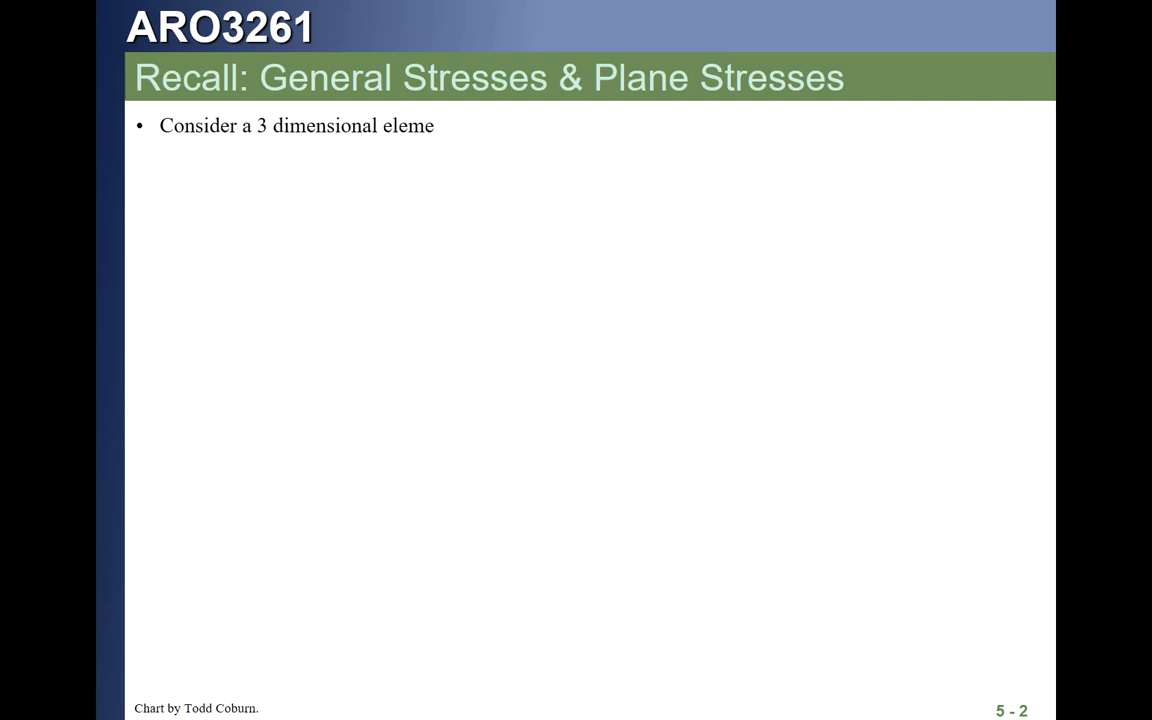 ARO3261
Recall: General Stresses & Plane Stresses
• Consider a 3 dimensional eleme
Chart by Todd Coburn.
5 - 2